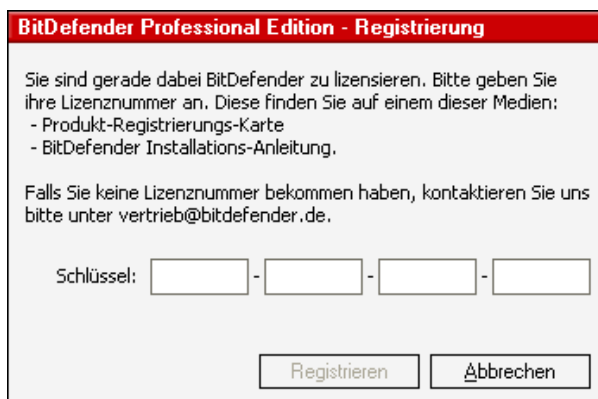 BitDefender Professional Edition - Registrierung
Sie sind gerade dabei BitDefender zu lizensieren. Bitte geben Sie
ihre Lizenznummer an. Diese finden Sie auf einem dieser Medien:
- Produkt-Registrierungs-Karte
- BitDefender Installations-Anleitung.
Falls Sie keine Lizenznummer bekommen haben, kontaktieren Sie uns
bitte unter vertrieb@bitdefender.de.
Schlüssel: - - -
Registrieren Abbrechen